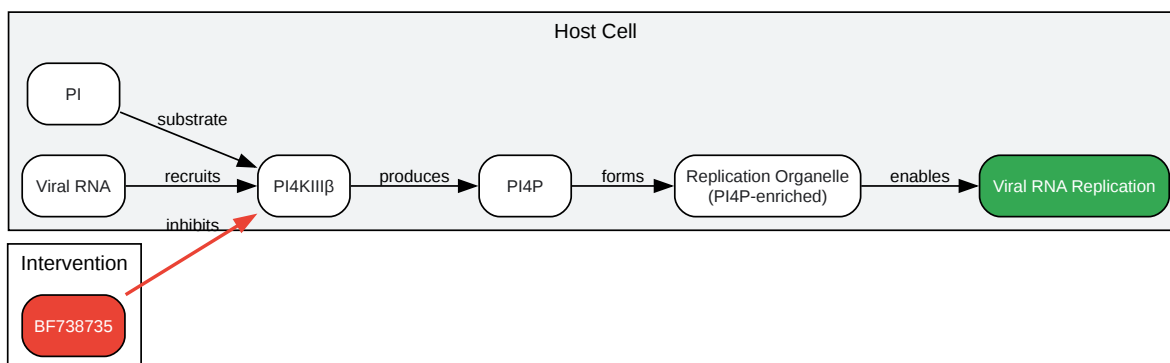 Host Cell
PI
substrate
Viral RNA
recruits
PI4KIIIβ
produces
PI4P
forms
Replication Organelle
(PI4P-enriched)
enables
Viral RNA Replication
inhibits
Intervention
BF738735